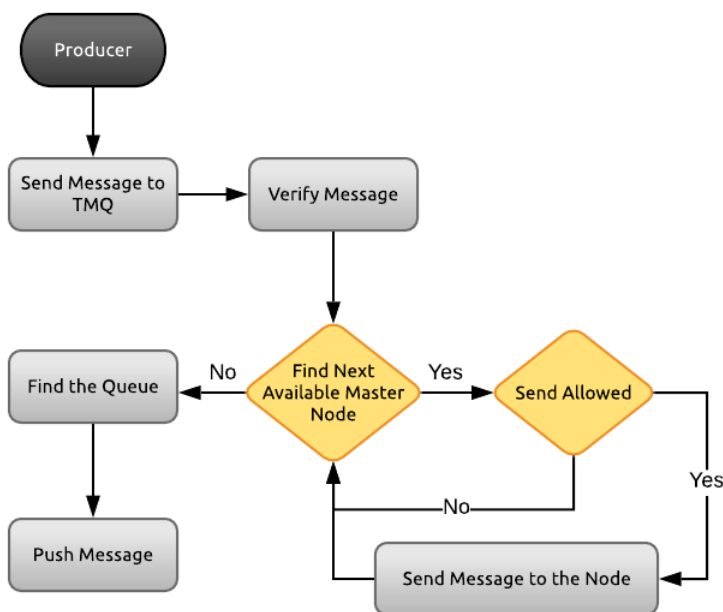 Producer
Send Message to
TMQ
Verify Message
Find the Queue
No
Find Next
Available Master
Node
Yes
Send Allowed
Yes
No
Push Message
Send Message to the Node